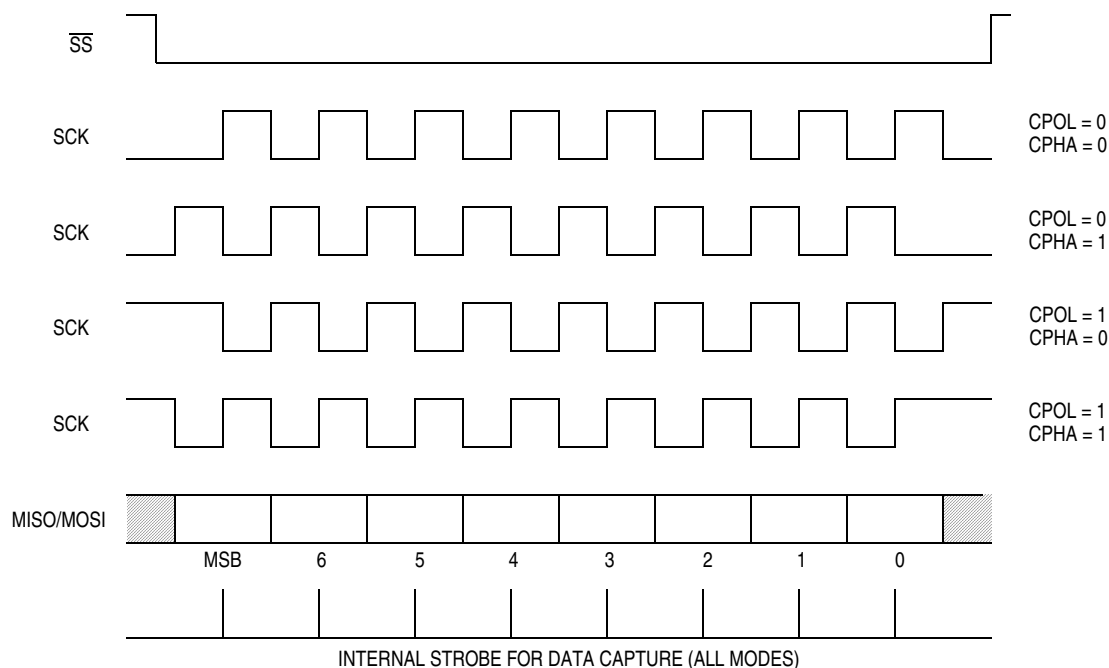 SS
SCK
CPOL = 0
CPHA = 0
SCK
CPOL = 0
CPHA = 1
SCK
CPOL = 1
CPHA = 0
SCK
CPOL = 1
CPHA = 1
MISO/MOSI
MSB 6 5 4 3 2 1 0
INTERNAL STROBE FOR DATA CAPTURE (ALL MODES)